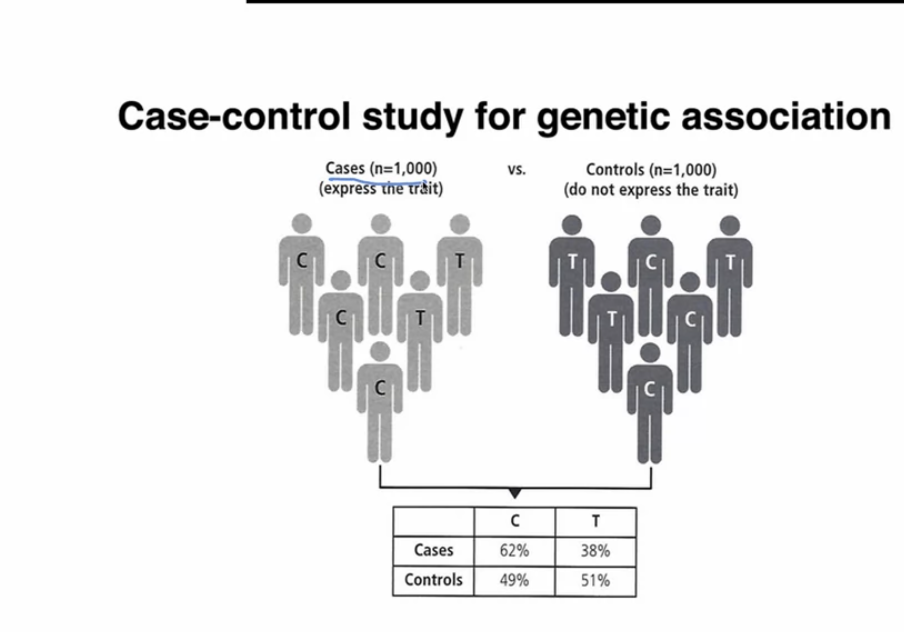 Case-control study for genetic association
Cases (n=1,000) vs. Controls (n=1,000)
(express the trait) (do not express the trait)
C C T T C T
C T T C
C C
C T
Cases 62% 38%
Controls 49% 51%